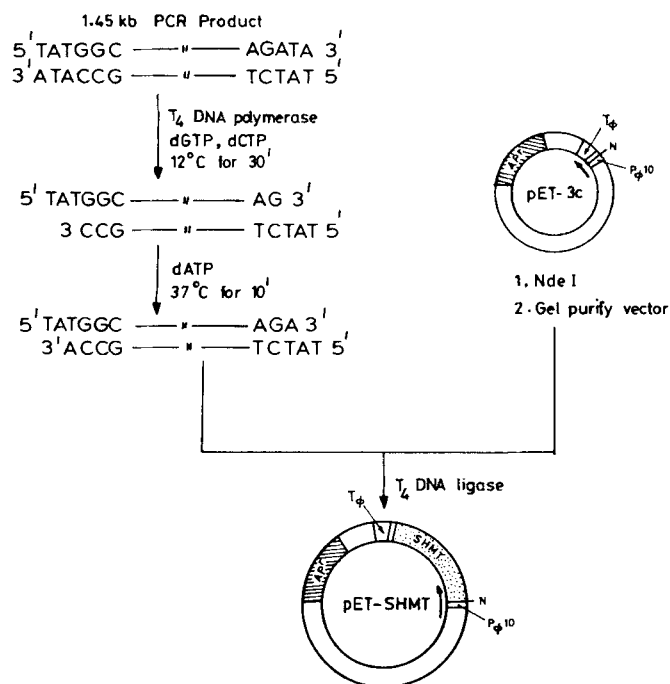 1.45 kb PCR Product
5' TATGGC — AGATA 3'
3' ATACCG — TCTAT 5'
T4 DNA polymerase
dGTP, dCTP
12°C for 30'
5' TATGGC — AG 3'
3 CCG — TCTAT 5'
dATP
37°C for 10'
5' TATGGC — AGA 3'
3' ACCG — TCTAT 5'
Tϕ
N
Pϕ10
APr
pET-3c
1. Nde I
2. Gel purify vector
T4 DNA ligase
Tϕ
SHMT
APr
N
Pϕ10
pET-SHMT